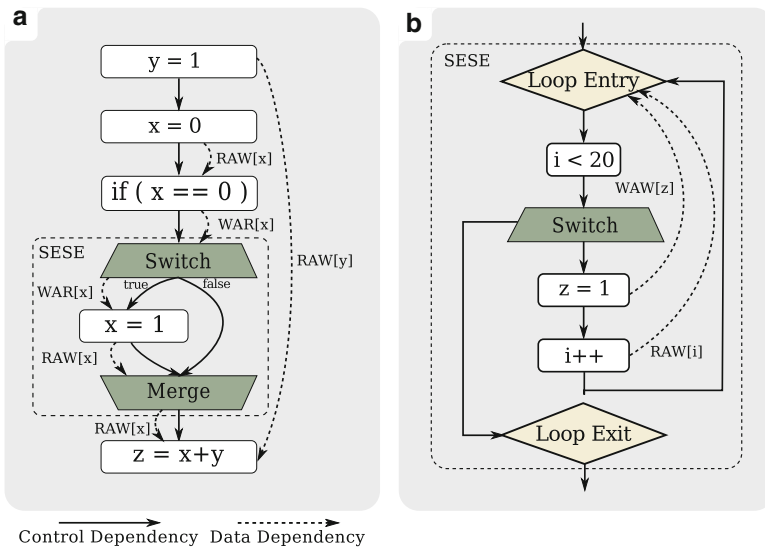 a
y = 1
x = 0
RAW[x]
if ( x == 0 )
WAR[x]
SESE
Switch
RAW[y]
true
false
WAR[x]
x = 1
RAW[x]
Merge
RAW[x]
z = x+y
b
SESE
Loop Entry
i < 20
WAW[z]
Switch
z = 1
i++
RAW[i]
Loop Exit
Control Dependency
Data Dependency